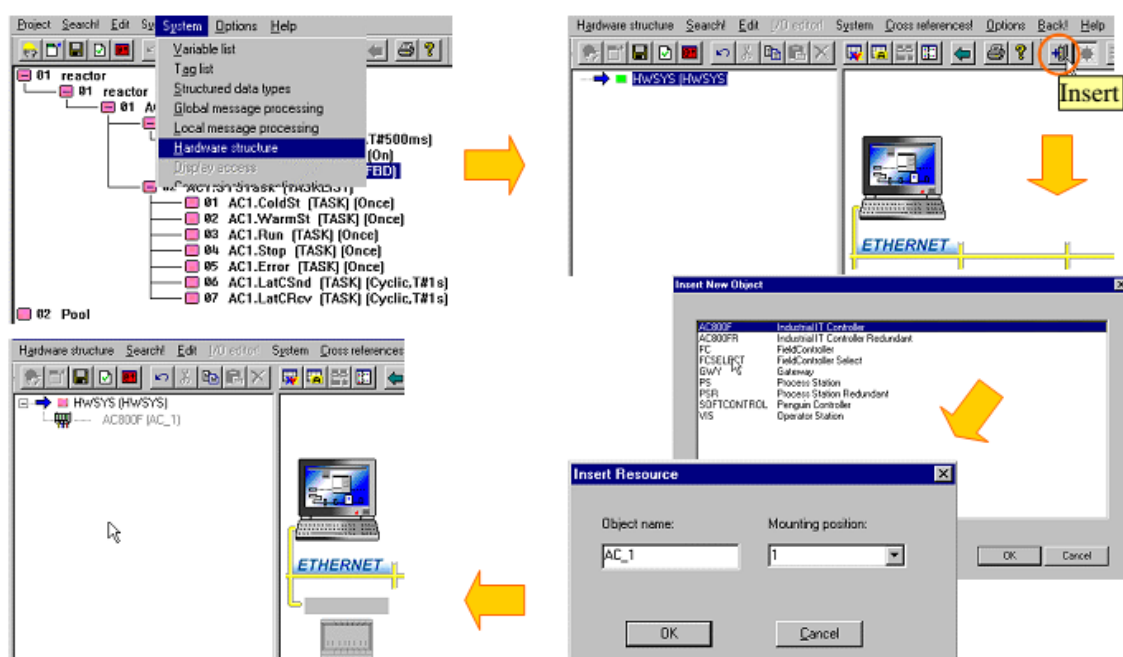 Project Search! Edit Sy System Options Help
Variable list
Tag list
Structured data types
Global message processing
Local message processing
Hardware structure
Display access
01 reactor
01 reactor
01 A
,T#500ms)
(On)
FBD)
(TASKLIST)
01 AC1.ColdSt (TASK) (Once)
02 AC1.WarmSt (TASK) (Once)
03 AC1.Run (TASK) (Once)
04 AC1.Stop (TASK) (Once)
05 AC1.Error (TASK) (Once)
06 AC1.LatCSnd (TASK) (Cyclic,T#1s)
07 AC1.LatCRcv (TASK) (Cyclic,T#1s)
02 Pool
Hardware structure Search! Edit I/O editor! System Cross references! Options Back! Help
Insert
HWSYS (HWSYS)
ETHERNET
Insert New Object
AC800F Industrial IT Controller
AC800FR Industrial IT Controller Redundant
FC FieldController
FCSELECT FieldController Select
GWY Gateway
PS Process Station
PSR Process Station Redundant
SOFTCONTROL Penguin Controller
VIS Operator Station
OK Cancel
Insert Resource
Object name: Mounting position:
AC_1 1
OK Cancel
Hardware structure Search! Edit I/O editor! System Cross references
HWSYS (HWSYS)
AC800F (AC_1)
ETHERNET